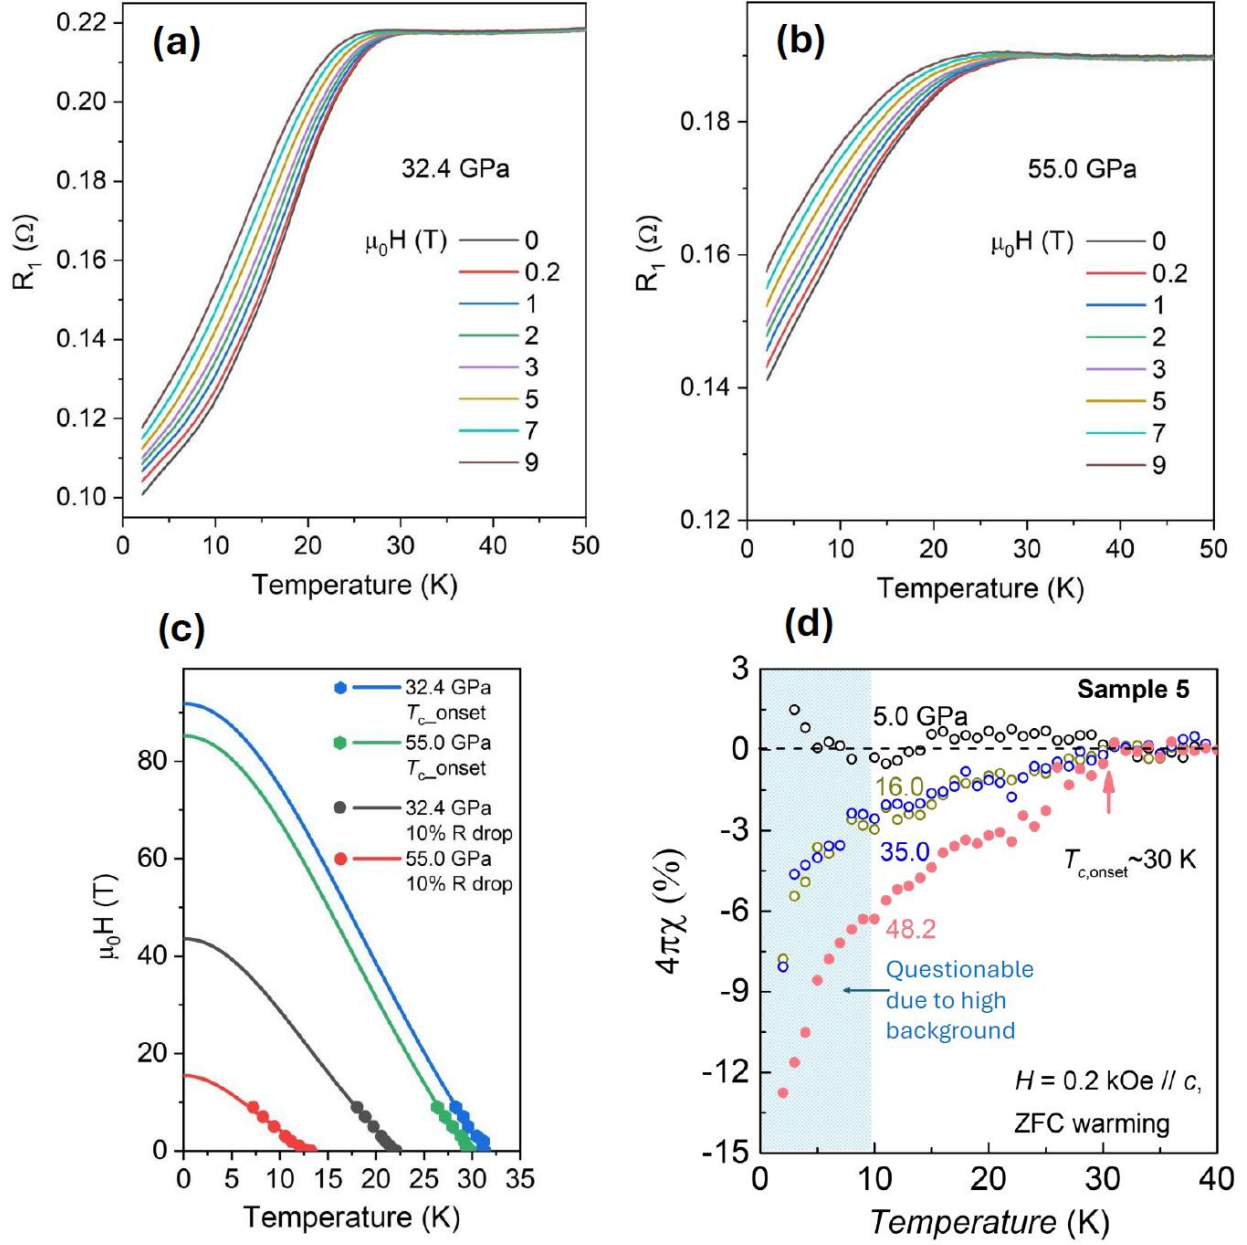 (a)
0.22
0.20
0.18
0.16
0.14
0.12
0.10
R₁ (Ω)
32.4 GPa
μ₀H (T)
0
0.2
1
2
3
5
7
9
0 10 20 30 40 50
Temperature (K)
(b)
0.18
0.16
0.14
0.12
R₁ (Ω)
55.0 GPa
μ₀H (T)
0
0.2
1
2
3
5
7
9
0 10 20 30 40 50
Temperature (K)
(c)
80
60
40
20
0
μ₀H (T)
32.4 GPa
T_c_onset
55.0 GPa
T_c_onset
32.4 GPa
10% R drop
55.0 GPa
10% R drop
0 5 10 15 20 25 30 35
Temperature (K)
(d)
3
0
-3
-6
-9
-12
-15
4πχ (%)
Sample 5
5.0 GPa
16.0
35.0
48.2
T_c,onset~30 K
Questionable
due to high
background
H = 0.2 kOe // c,
ZFC warming
0 10 20 30 40
Temperature (K)